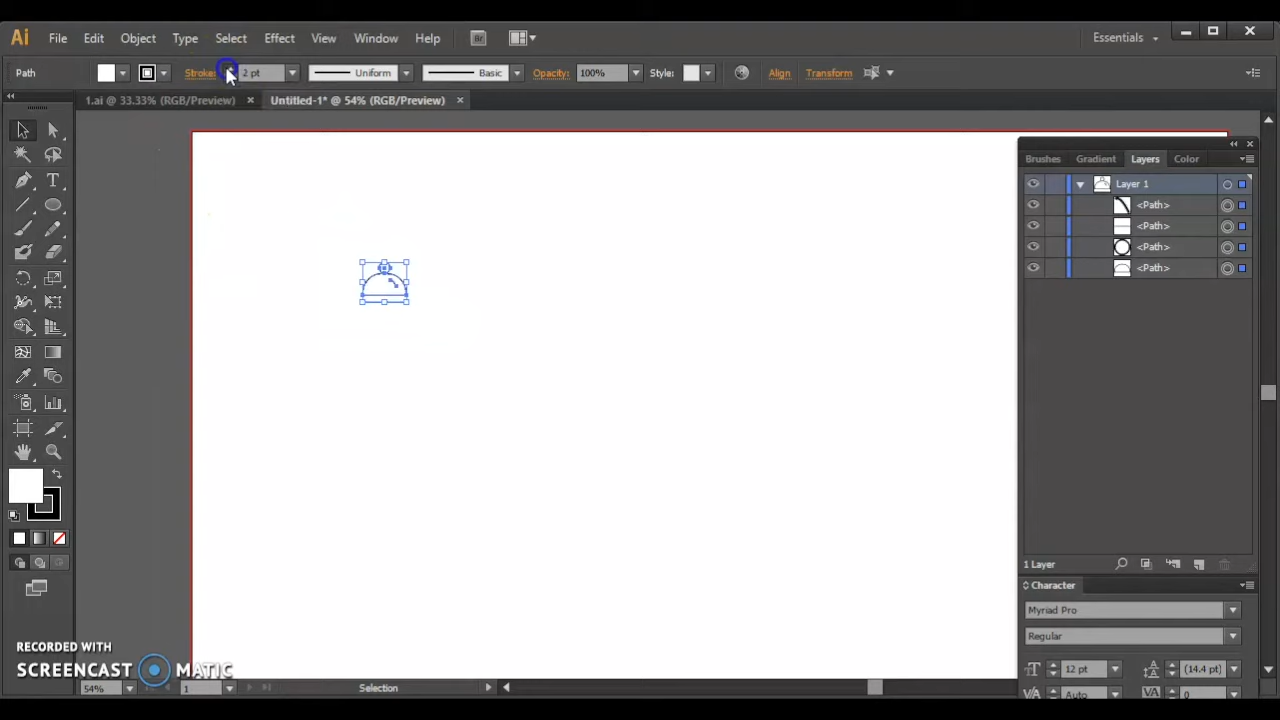 Ai File Edit Object Type Select Effect View Window Help Br Essentials
Path Stroke: 2 pt Uniform Basic Opacity: 100% Style: Align Transform
1.ai @ 33.33% (RGB/Preview) × Untitled-1* @ 54% (RGB/Preview) ×
Brushes Gradient Layers Color
Layer 1
<Path>
<Path>
<Path>
<Path>
1 Layer
Character
Myriad Pro
Regular
12 pt (14.4 pt)
Auto 0
RECORDED WITH
SCREENCAST MATIC
54% 1 Selection